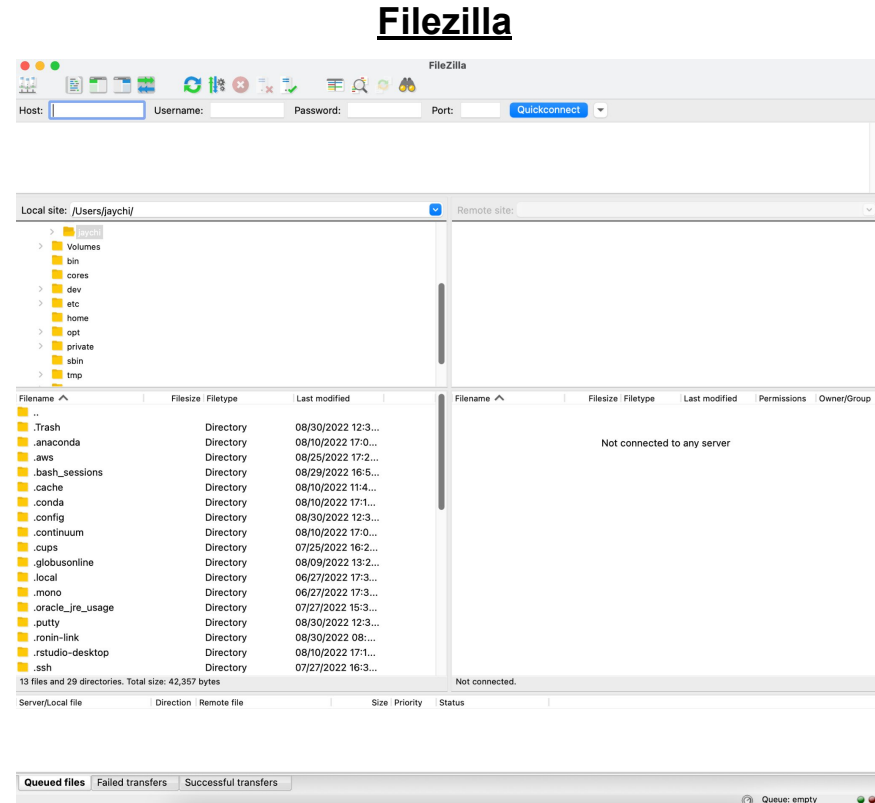 Filezilla
FileZilla
Host: Username: Password: Port: Quickconnect
Local site: /Users/jaychi/ Remote site:
jaychi
Volumes
bin
cores
dev
etc
home
opt
private
sbin
tmp
Filename Filesize Filetype Last modified Filename Filesize Filetype Last modified Permissions Owner/Group
..
.Trash Directory 08/30/2022 12:3...
Not connected to any server
.anaconda Directory 08/10/2022 17:0...
.aws Directory 08/25/2022 17:2...
.bash_sessions Directory 08/29/2022 16:5...
.cache Directory 08/10/2022 11:4...
.conda Directory 08/10/2022 17:1...
.config Directory 08/30/2022 12:3...
.continuum Directory 08/10/2022 17:0...
.cups Directory 07/25/2022 16:2...
.globusonline Directory 08/09/2022 13:2...
.local Directory 06/27/2022 17:3...
.mono Directory 06/27/2022 17:3...
.oracle_jre_usage Directory 07/27/2022 15:3...
.putty Directory 08/30/2022 12:3...
.ronin-link Directory 08/30/2022 08:...
.rstudio-desktop Directory 08/10/2022 17:1...
.ssh Directory 07/27/2022 16:3...
13 files and 29 directories. Total size: 42,357 bytes Not connected.
Server/Local file Direction Remote file Size Priority Status
Queued files Failed transfers Successful transfers
Queue: empty